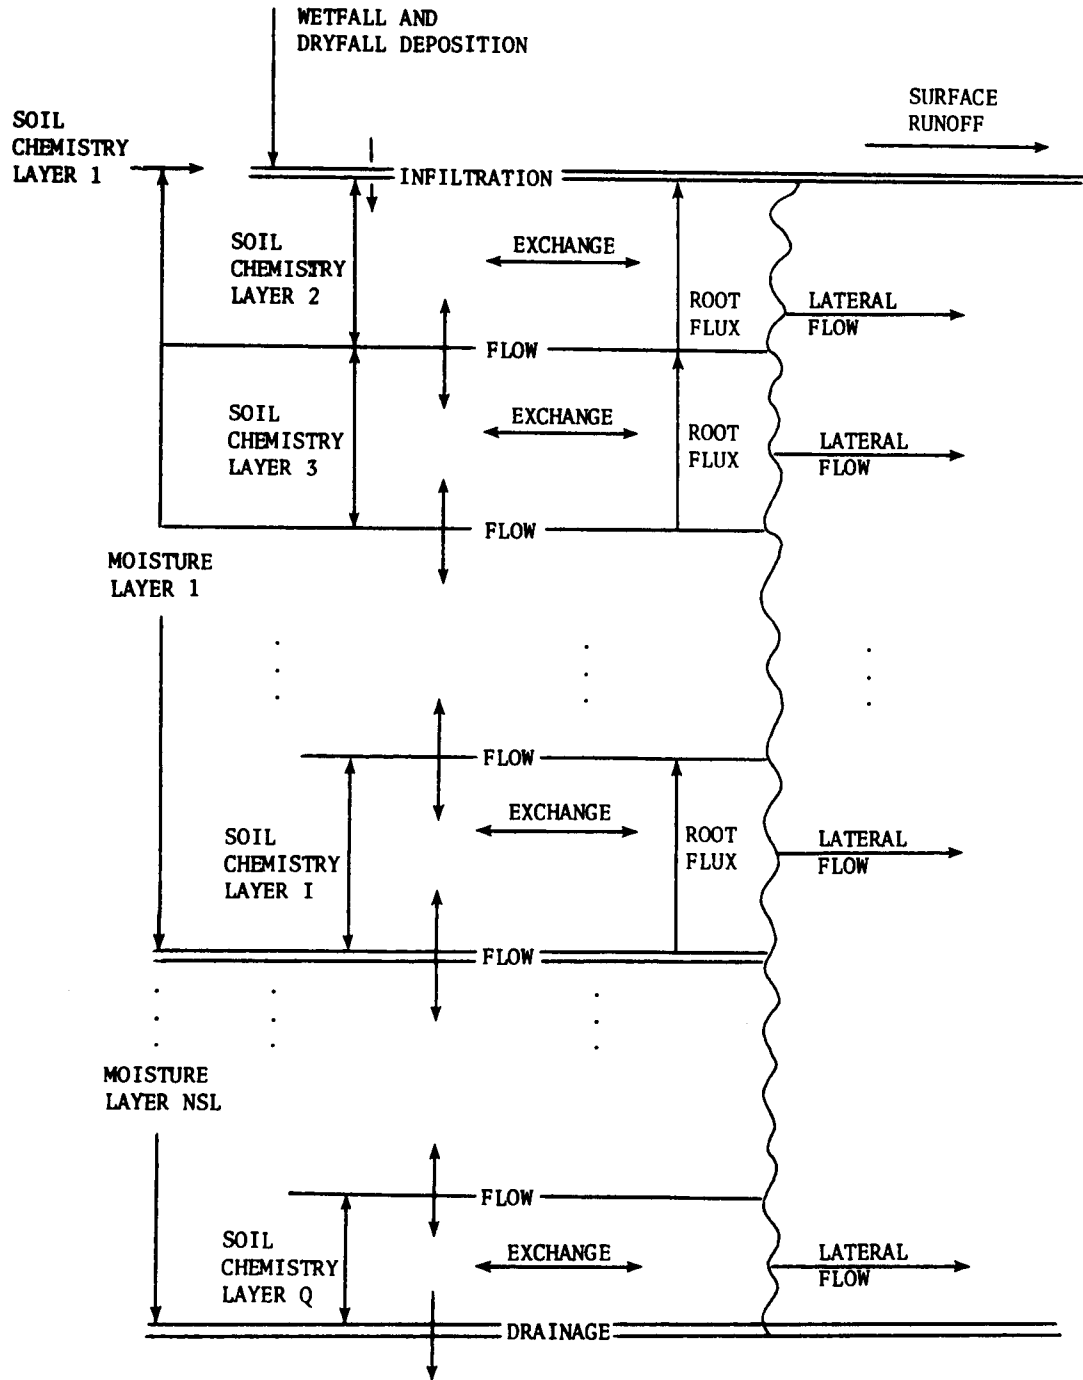 WETFALL AND
DRYFALL DEPOSITION
SURFACE
RUNOFF
SOIL
CHEMISTRY
LAYER 1
INFILTRATION
SOIL
CHEMISTRY
LAYER 2
EXCHANGE
ROOT
FLUX
LATERAL
FLOW
FLOW
SOIL
CHEMISTRY
LAYER 3
EXCHANGE
ROOT
FLUX
LATERAL
FLOW
FLOW
MOISTURE
LAYER 1
FLOW
SOIL
CHEMISTRY
LAYER I
EXCHANGE
ROOT
FLUX
LATERAL
FLOW
FLOW
MOISTURE
LAYER NSL
FLOW
SOIL
CHEMISTRY
LAYER Q
EXCHANGE
LATERAL
FLOW
DRAINAGE